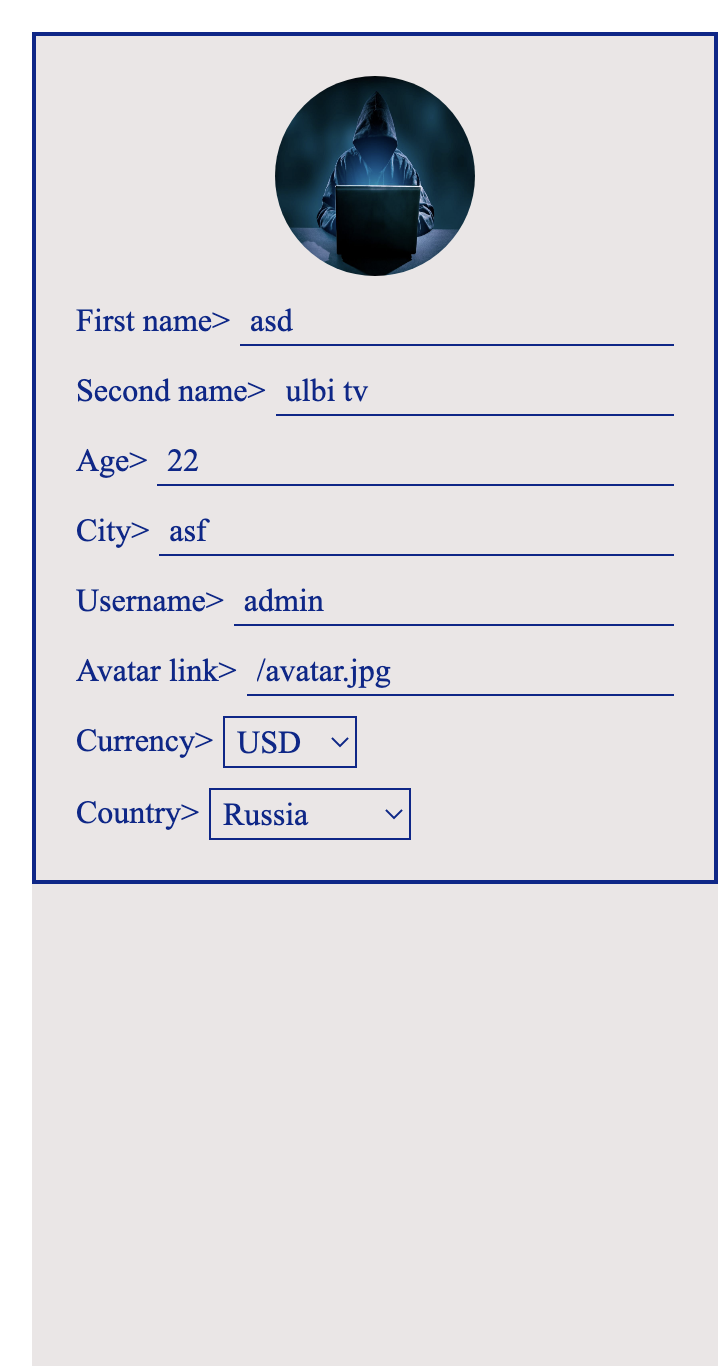 First name> asd
Second name> ulbi tv
Age> 22
City> asf
Username> admin
Avatar link> /avatar.jpg
Currency> USD
Country> Russia